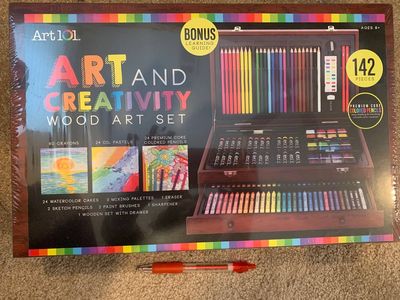 Art101
BONUS
LEARNING
GUIDE!
AGES 8+
ART AND
CREATIVITY
WOOD ART SET
142
PIECES
PREMIUM CORE
COLORED PENCILS
60 CRAYONS
24 OIL PASTELS
24 PREMIUM CORE
COLORED PENCILS
24 WATERCOLOR CAKES
2 MIXING PALETTES
1 ERASER
2 SKETCH PENCILS
2 PAINT BRUSHES
1 SHARPENER
1 WOODEN SET WITH DRAWER